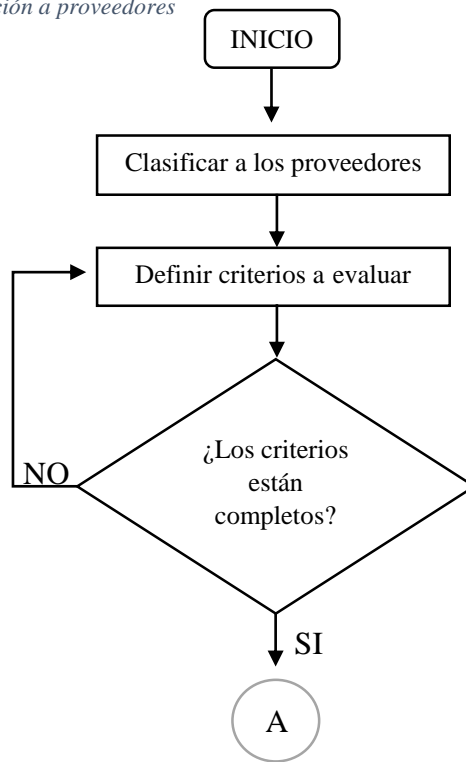 ción a proveedores
INICIO
Clasificar a los proveedores
Definir criterios a evaluar
¿Los criterios
están
completos?
NO
SI
A